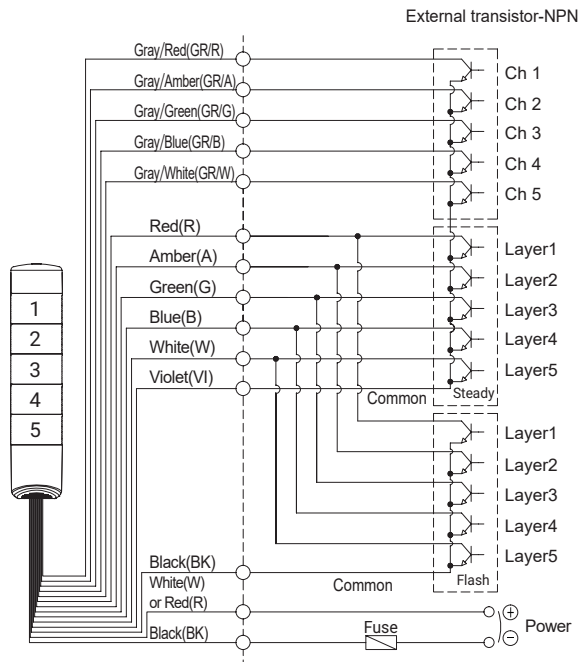 External transistor-NPN
Gray/Red(GR/R)
Ch 1
Gray/Amber(GR/A)
Ch 2
Gray/Green(GR/G)
Ch 3
Gray/Blue(GR/B)
Ch 4
Gray/White(GR/W)
Ch 5
Red(R)
Layer1
Amber(A)
Layer2
Green(G)
Layer3
Blue(B)
Layer4
White(W)
Layer5
Violet(VI)
Common
Steady
1
2
3
4
5
Layer1
Layer2
Layer3
Layer4
Layer5
Black(BK)
Common
Flash
White(W)
or Red(R)
Black(BK)
Fuse
+
Power
−